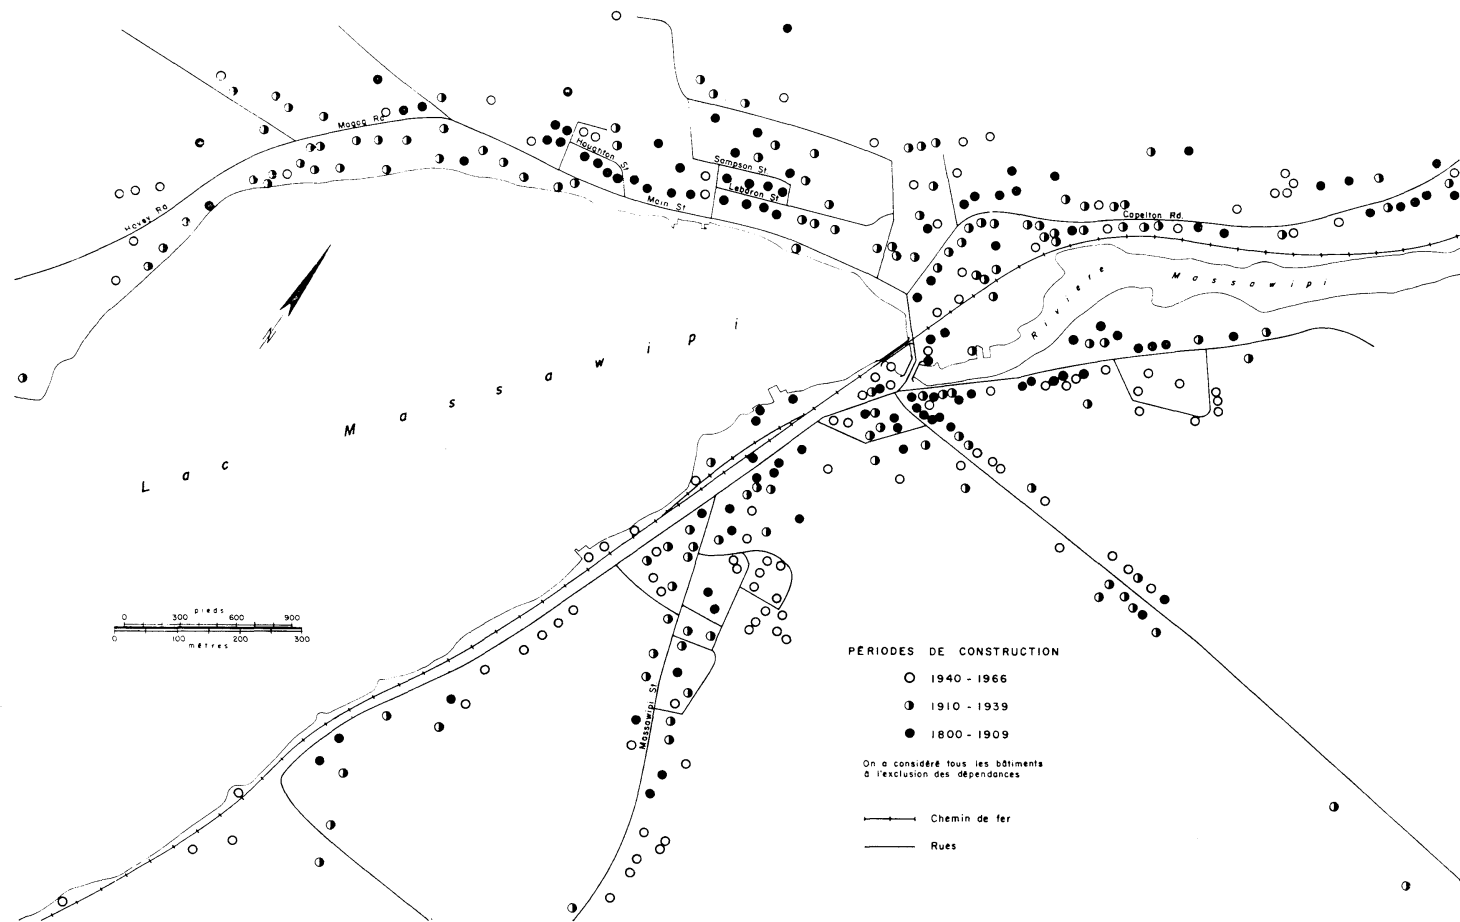 Magog Rd
Hovey Rd.
Houghton St
Sampson St
Lebaron St
Main St
Capelton Rd.
Rivière Massawipi
N
Lac Massawipi
pieds
0 300 600 900
0 100 200 300
mètres
Massawipi St
PÉRIODES DE CONSTRUCTION
1940 - 1966
1910 - 1939
1800 - 1909
On a considéré tous les bâtiments
à l'exclusion des dépendances
Chemin de fer
Rues